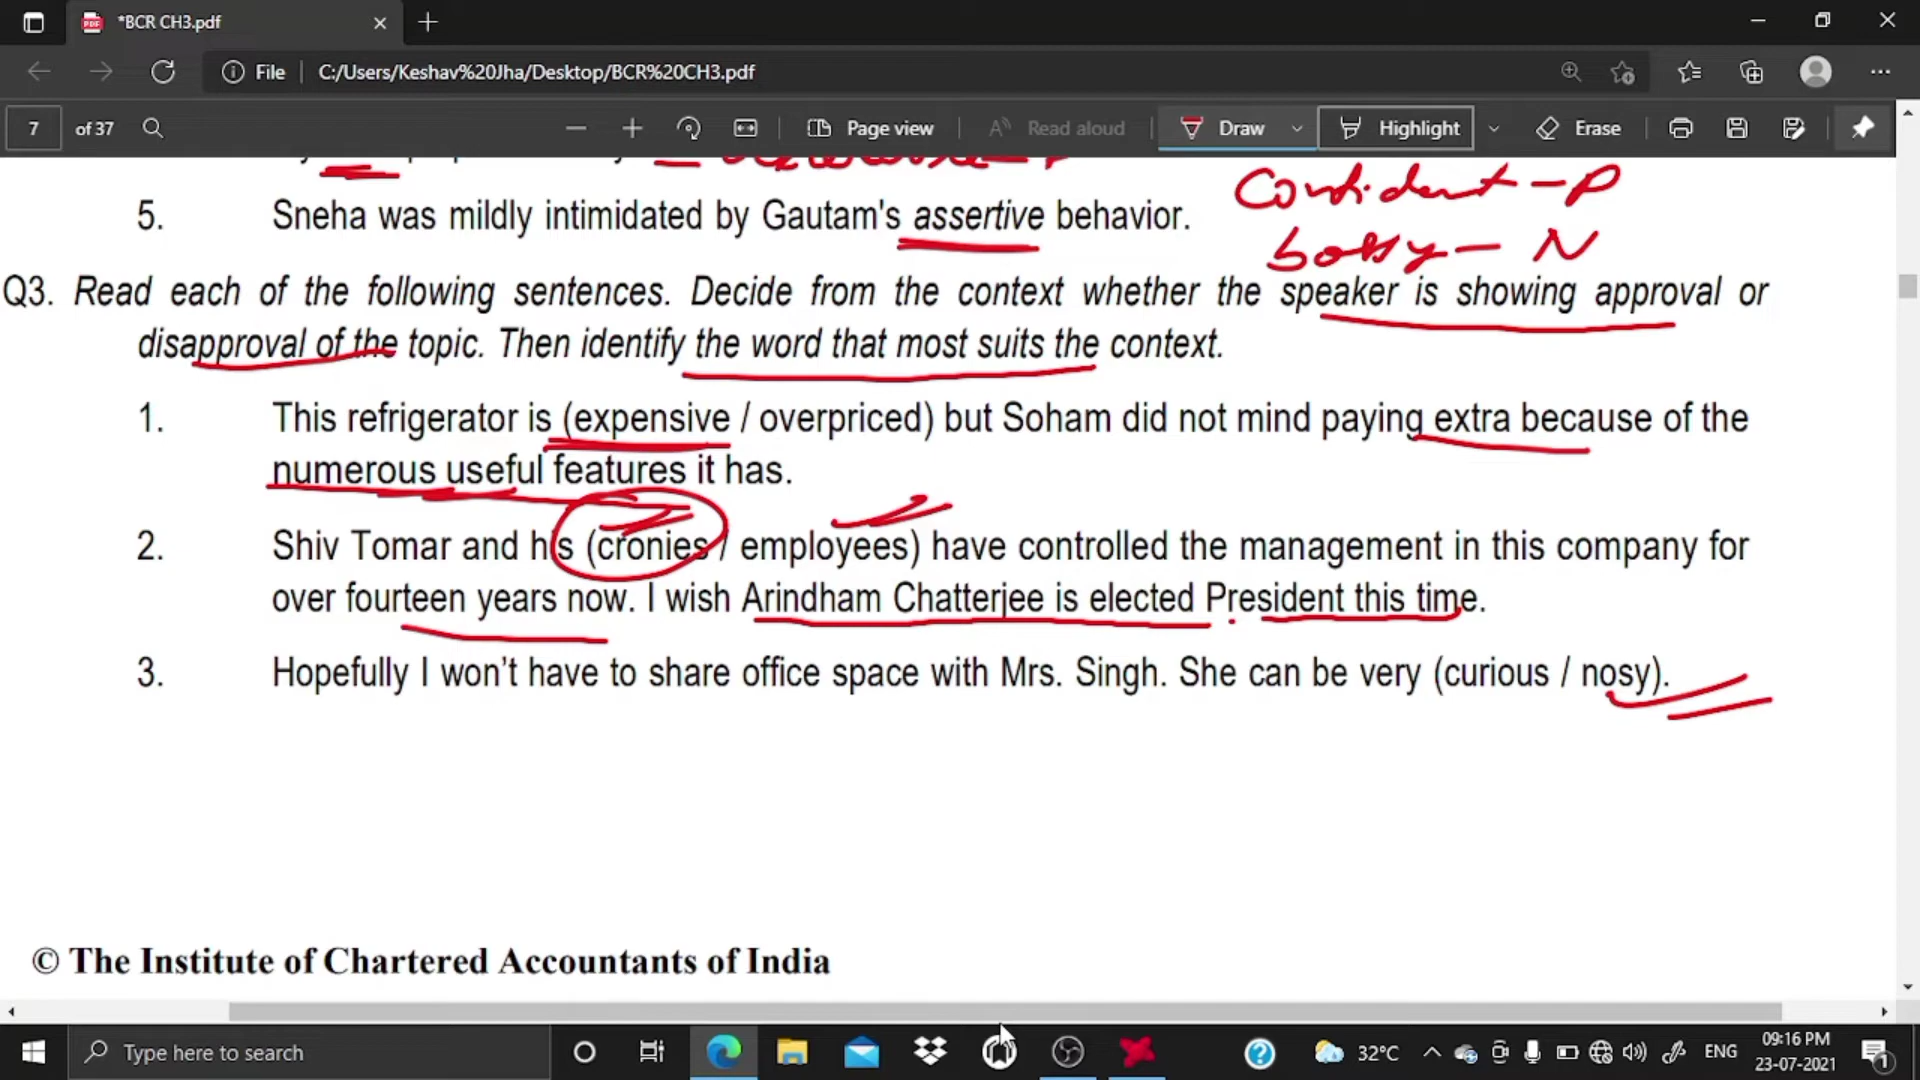 *BCR CH3.pdf
File C:/Users/Keshav%20Jha/Desktop/BCR%20CH3.pdf
7 of 37 Page view Read aloud Draw Highlight Erase
Confident - P
5. Sneha was mildly intimidated by Gautam's assertive behavior.
bossy - N
Q3. Read each of the following sentences. Decide from the context whether the speaker is showing approval or
disapproval of the topic. Then identify the word that most suits the context.
1. This refrigerator is (expensive / overpriced) but Soham did not mind paying extra because of the
numerous useful features it has.
2. Shiv Tomar and his (cronies / employees) have controlled the management in this company for
over fourteen years now. I wish Arindham Chatterjee is elected President this time.
3. Hopefully I won't have to share office space with Mrs. Singh. She can be very (curious / nosy).
© The Institute of Chartered Accountants of India
Type here to search 32°C ENG 09:16 PM
23-07-2021 1